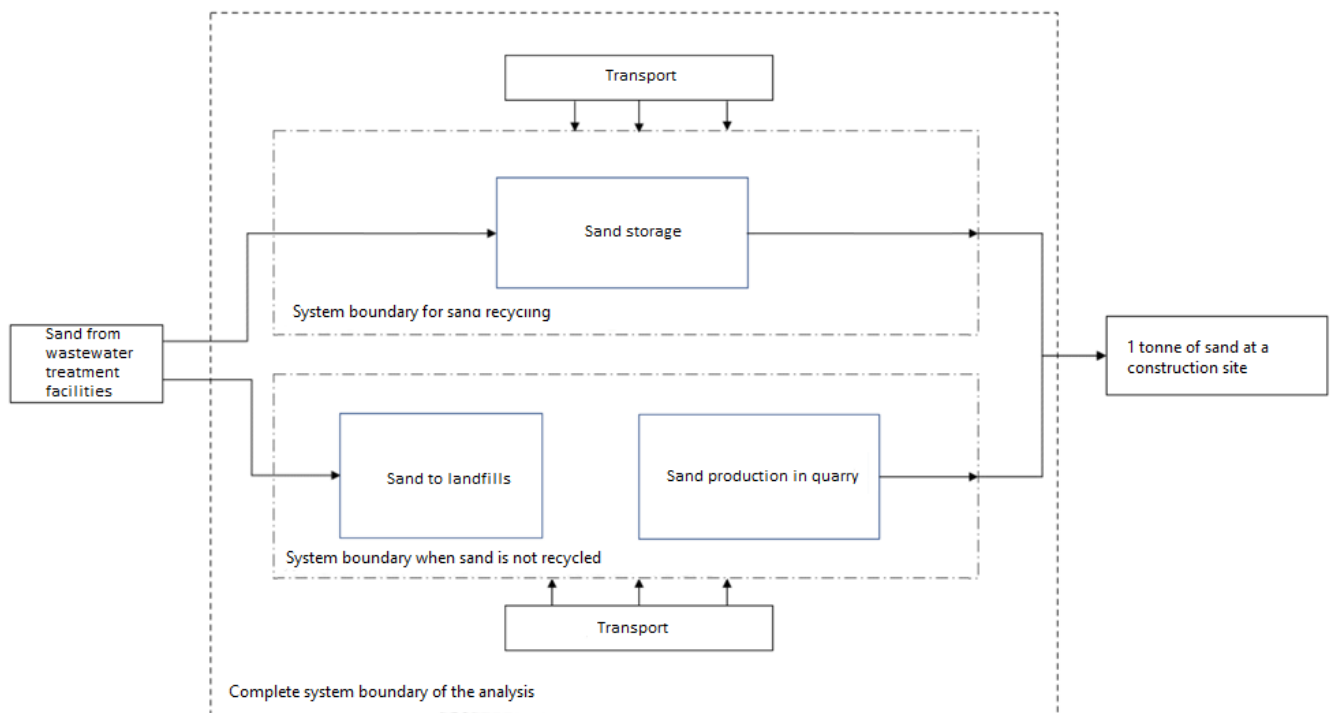 Transport
Sand storage
System boundary for sand recycling
Sand from
wastewater
treatment
facilities
1 tonne of sand at a
construction site
Sand to landfills
Sand production in quarry
System boundary when sand is not recycled
Transport
Complete system boundary of the analysis